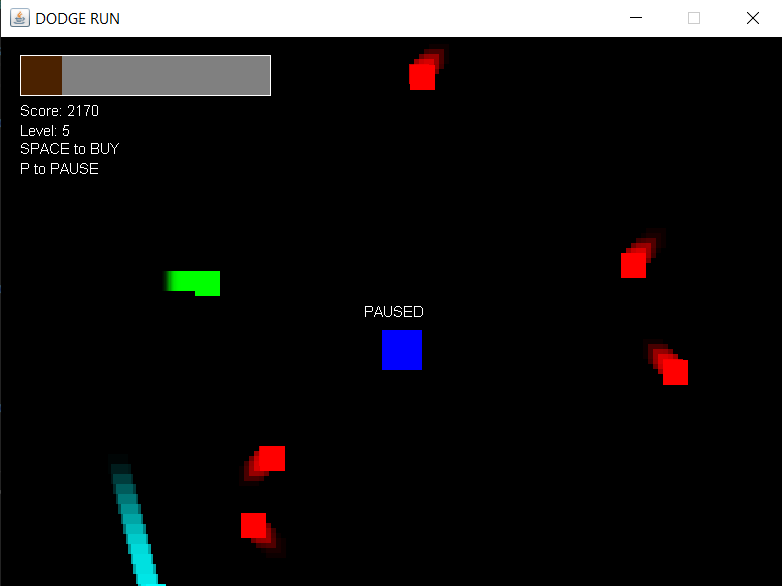 DODGE RUN
Score: 2170
Level: 5
SPACE to BUY
P to PAUSE
PAUSED